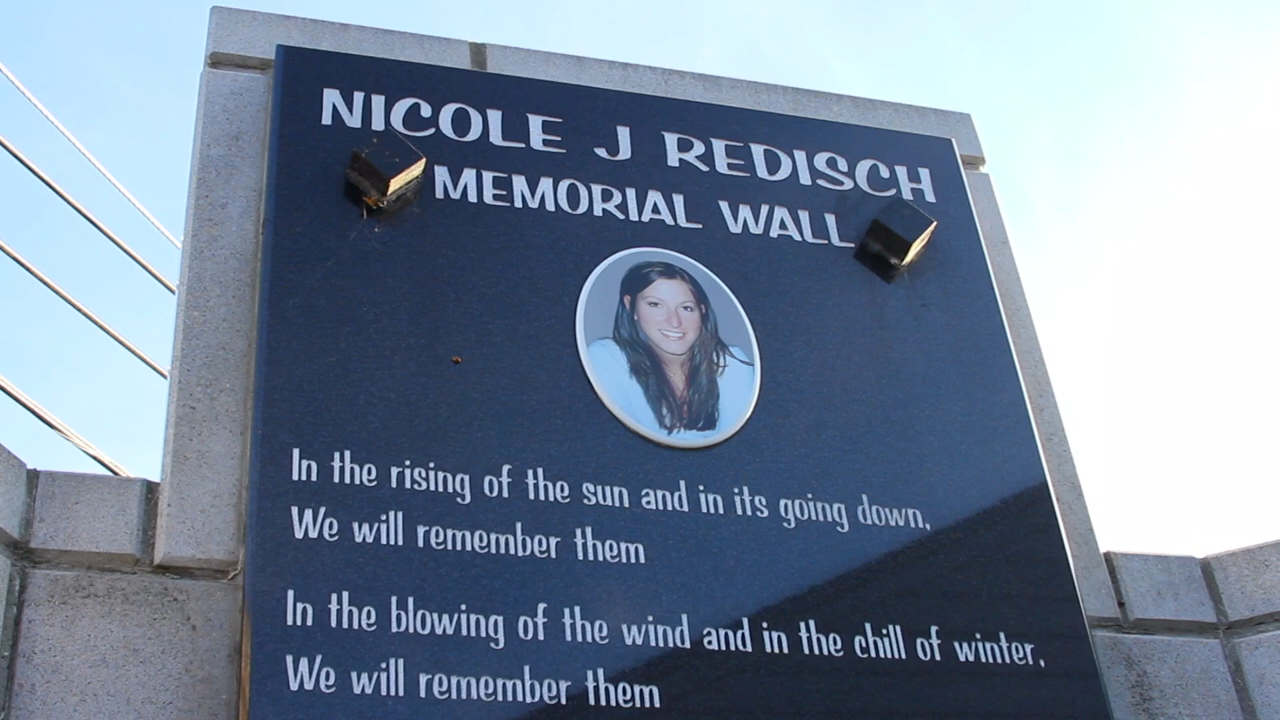 NICOLE J REDISCH
MEMORIAL WALL
In the rising of the sun and in its going down,
We will remember them
In the blowing of the wind and in the chill of winter,
We will remember them